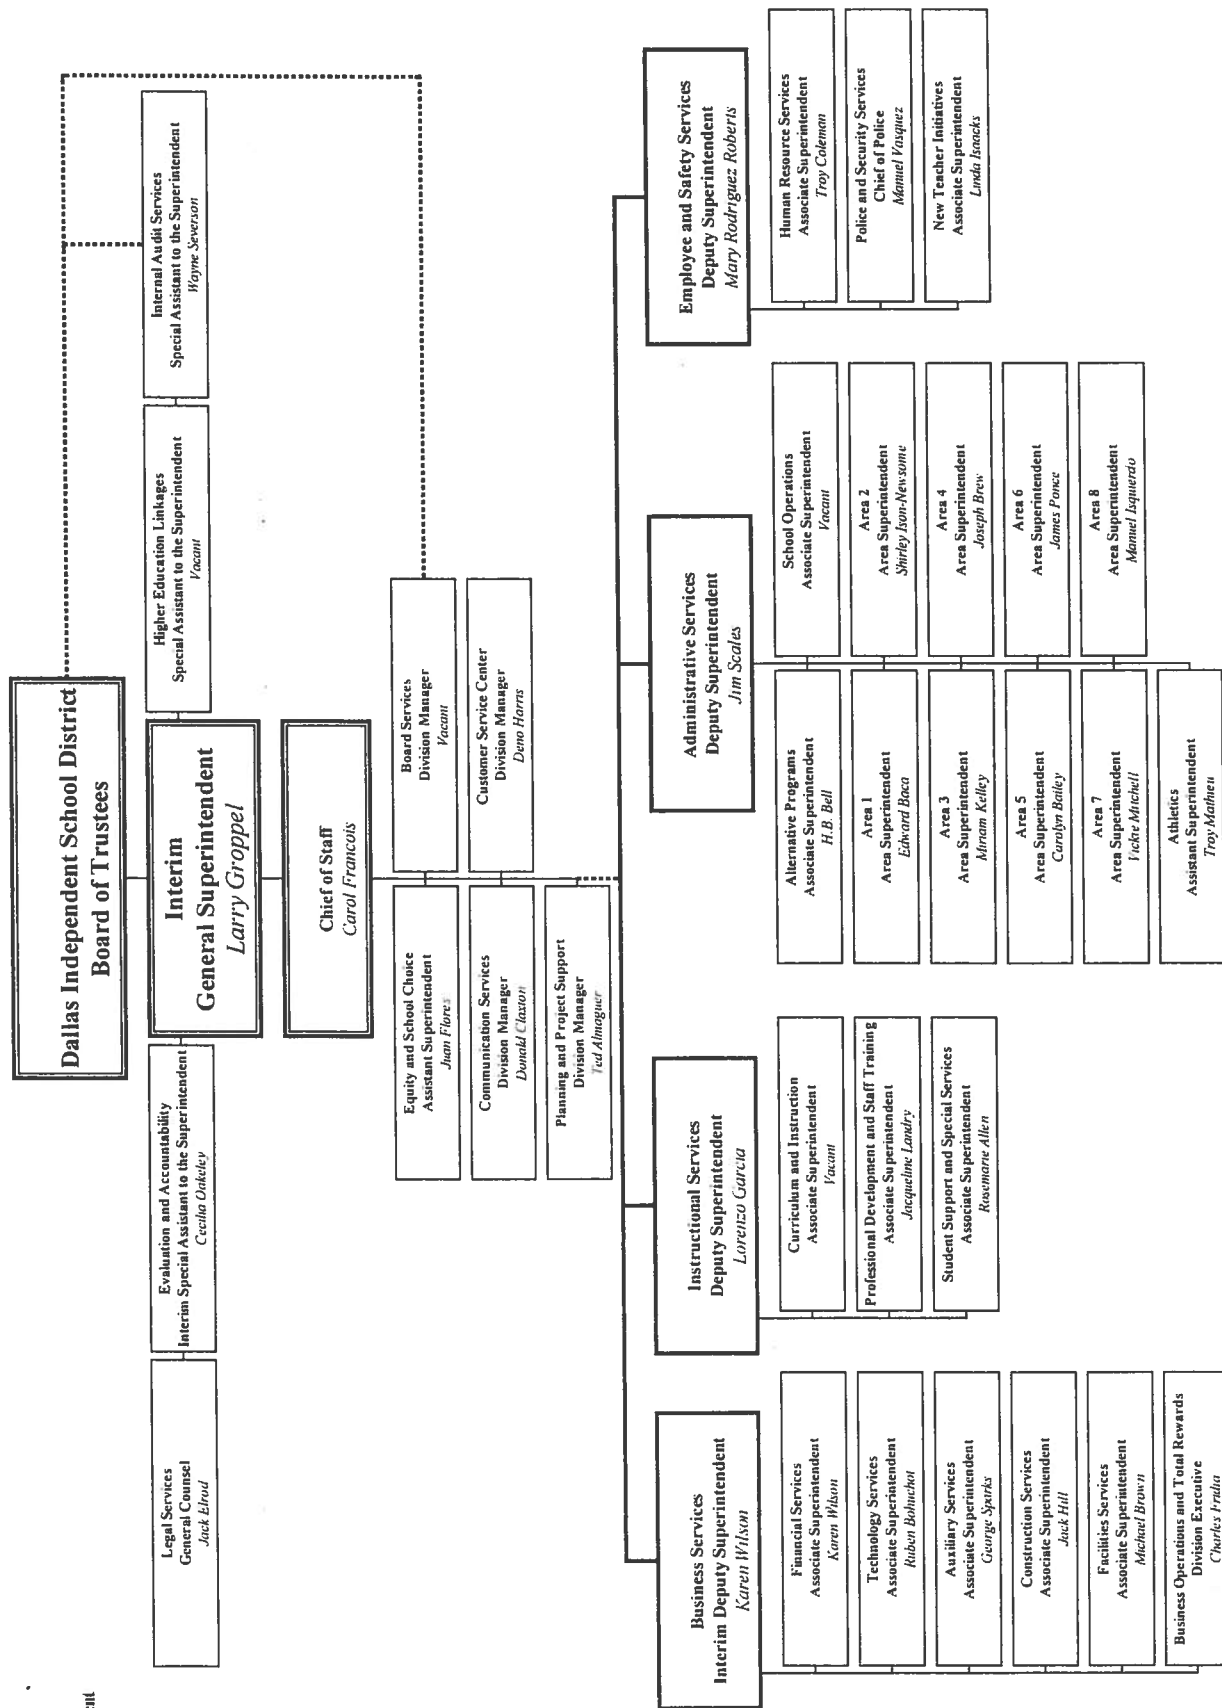 Dallas Independent School District
Board of Trustees
Legal Services
General Counsel
Jack Elrod
Evaluation and Accountability
Interim Special Assistant to the Superintendent
Cecilia Oakeley
Interim
General Superintendent
Larry Groppel
Higher Education Linkages
Special Assistant to the Superintendent
Vacant
Internal Audit Services
Special Assistant to the Superintendent
Wayne Severson
Chief of Staff
Carol Francois
Equity and School Choice
Assistant Superintendent
Juan Flores
Board Services
Division Manager
Vacant
Communication Services
Division Manager
Donald Claxton
Customer Service Center
Division Manager
Deno Harris
Planning and Project Support
Division Manager
Ted Almaguer
Business Services
Interim Deputy Superintendent
Karen Wilson
Financial Services
Associate Superintendent
Karen Wilson
Technology Services
Associate Superintendent
Ruben Bohuchot
Auxiliary Services
Associate Superintendent
George Sparks
Construction Services
Associate Superintendent
Jack Hill
Facilities Services
Associate Superintendent
Michael Brown
Business Operations and Total Rewards
Division Executive
Charles Fridia
Instructional Services
Deputy Superintendent
Lorenzo Garcia
Curriculum and Instruction
Associate Superintendent
Vacant
Professional Development and Staff Training
Associate Superintendent
Jacqueline Landry
Student Support and Special Services
Associate Superintendent
Rosemarie Allen
Administrative Services
Deputy Superintendent
Jim Scales
Alternative Programs
Associate Superintendent
H.B. Bell
School Operations
Associate Superintendent
Vacant
Area 1
Area Superintendent
Edward Baca
Area 2
Area Superintendent
Shirley Ison-Newsome
Area 3
Area Superintendent
Miriam Kelley
Area 4
Area Superintendent
Joseph Brew
Area 5
Area Superintendent
Carolyn Bailey
Area 6
Area Superintendent
James Ponce
Area 7
Area Superintendent
Vickie Mitchell
Area 8
Area Superintendent
Manuel Isquierdo
Athletics
Assistant Superintendent
Troy Mathieu
Employee and Safety Services
Deputy Superintendent
Mary Rodriguez Roberts
Human Resource Services
Associate Superintendent
Troy Coleman
Police and Security Services
Chief of Police
Manuel Vasquez
New Teacher Initiatives
Associate Superintendent
Linda Isaacks